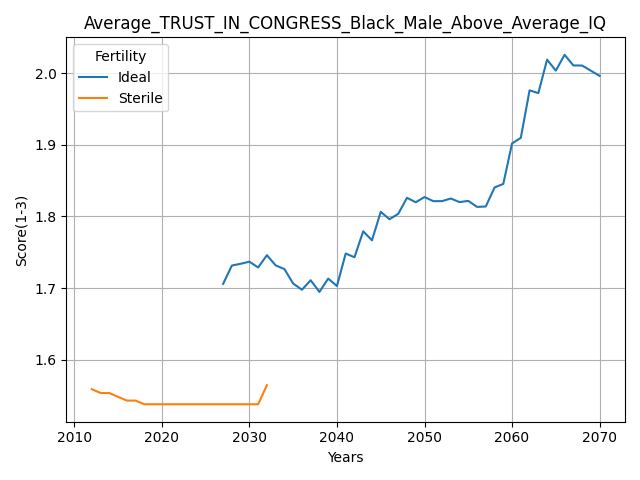 Average_TRUST_IN_CONGRESS_Black_Male_Above_Average_IQ
Fertility
Ideal
Sterile
2.0
1.9
1.8
1.7
1.6
Score(1-3)
2010 2020 2030 2040 2050 2060 2070
Years